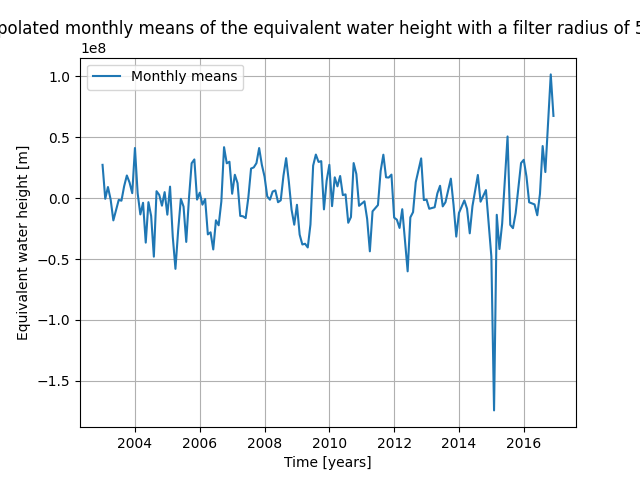 polated monthly means of the equivalent water height with a filter radius of 5
1e8
Monthly means
1.0
0.5
0.0
−0.5
−1.0
−1.5
Equivalent water height [m]
2004 2006 2008 2010 2012 2014 2016
Time [years]